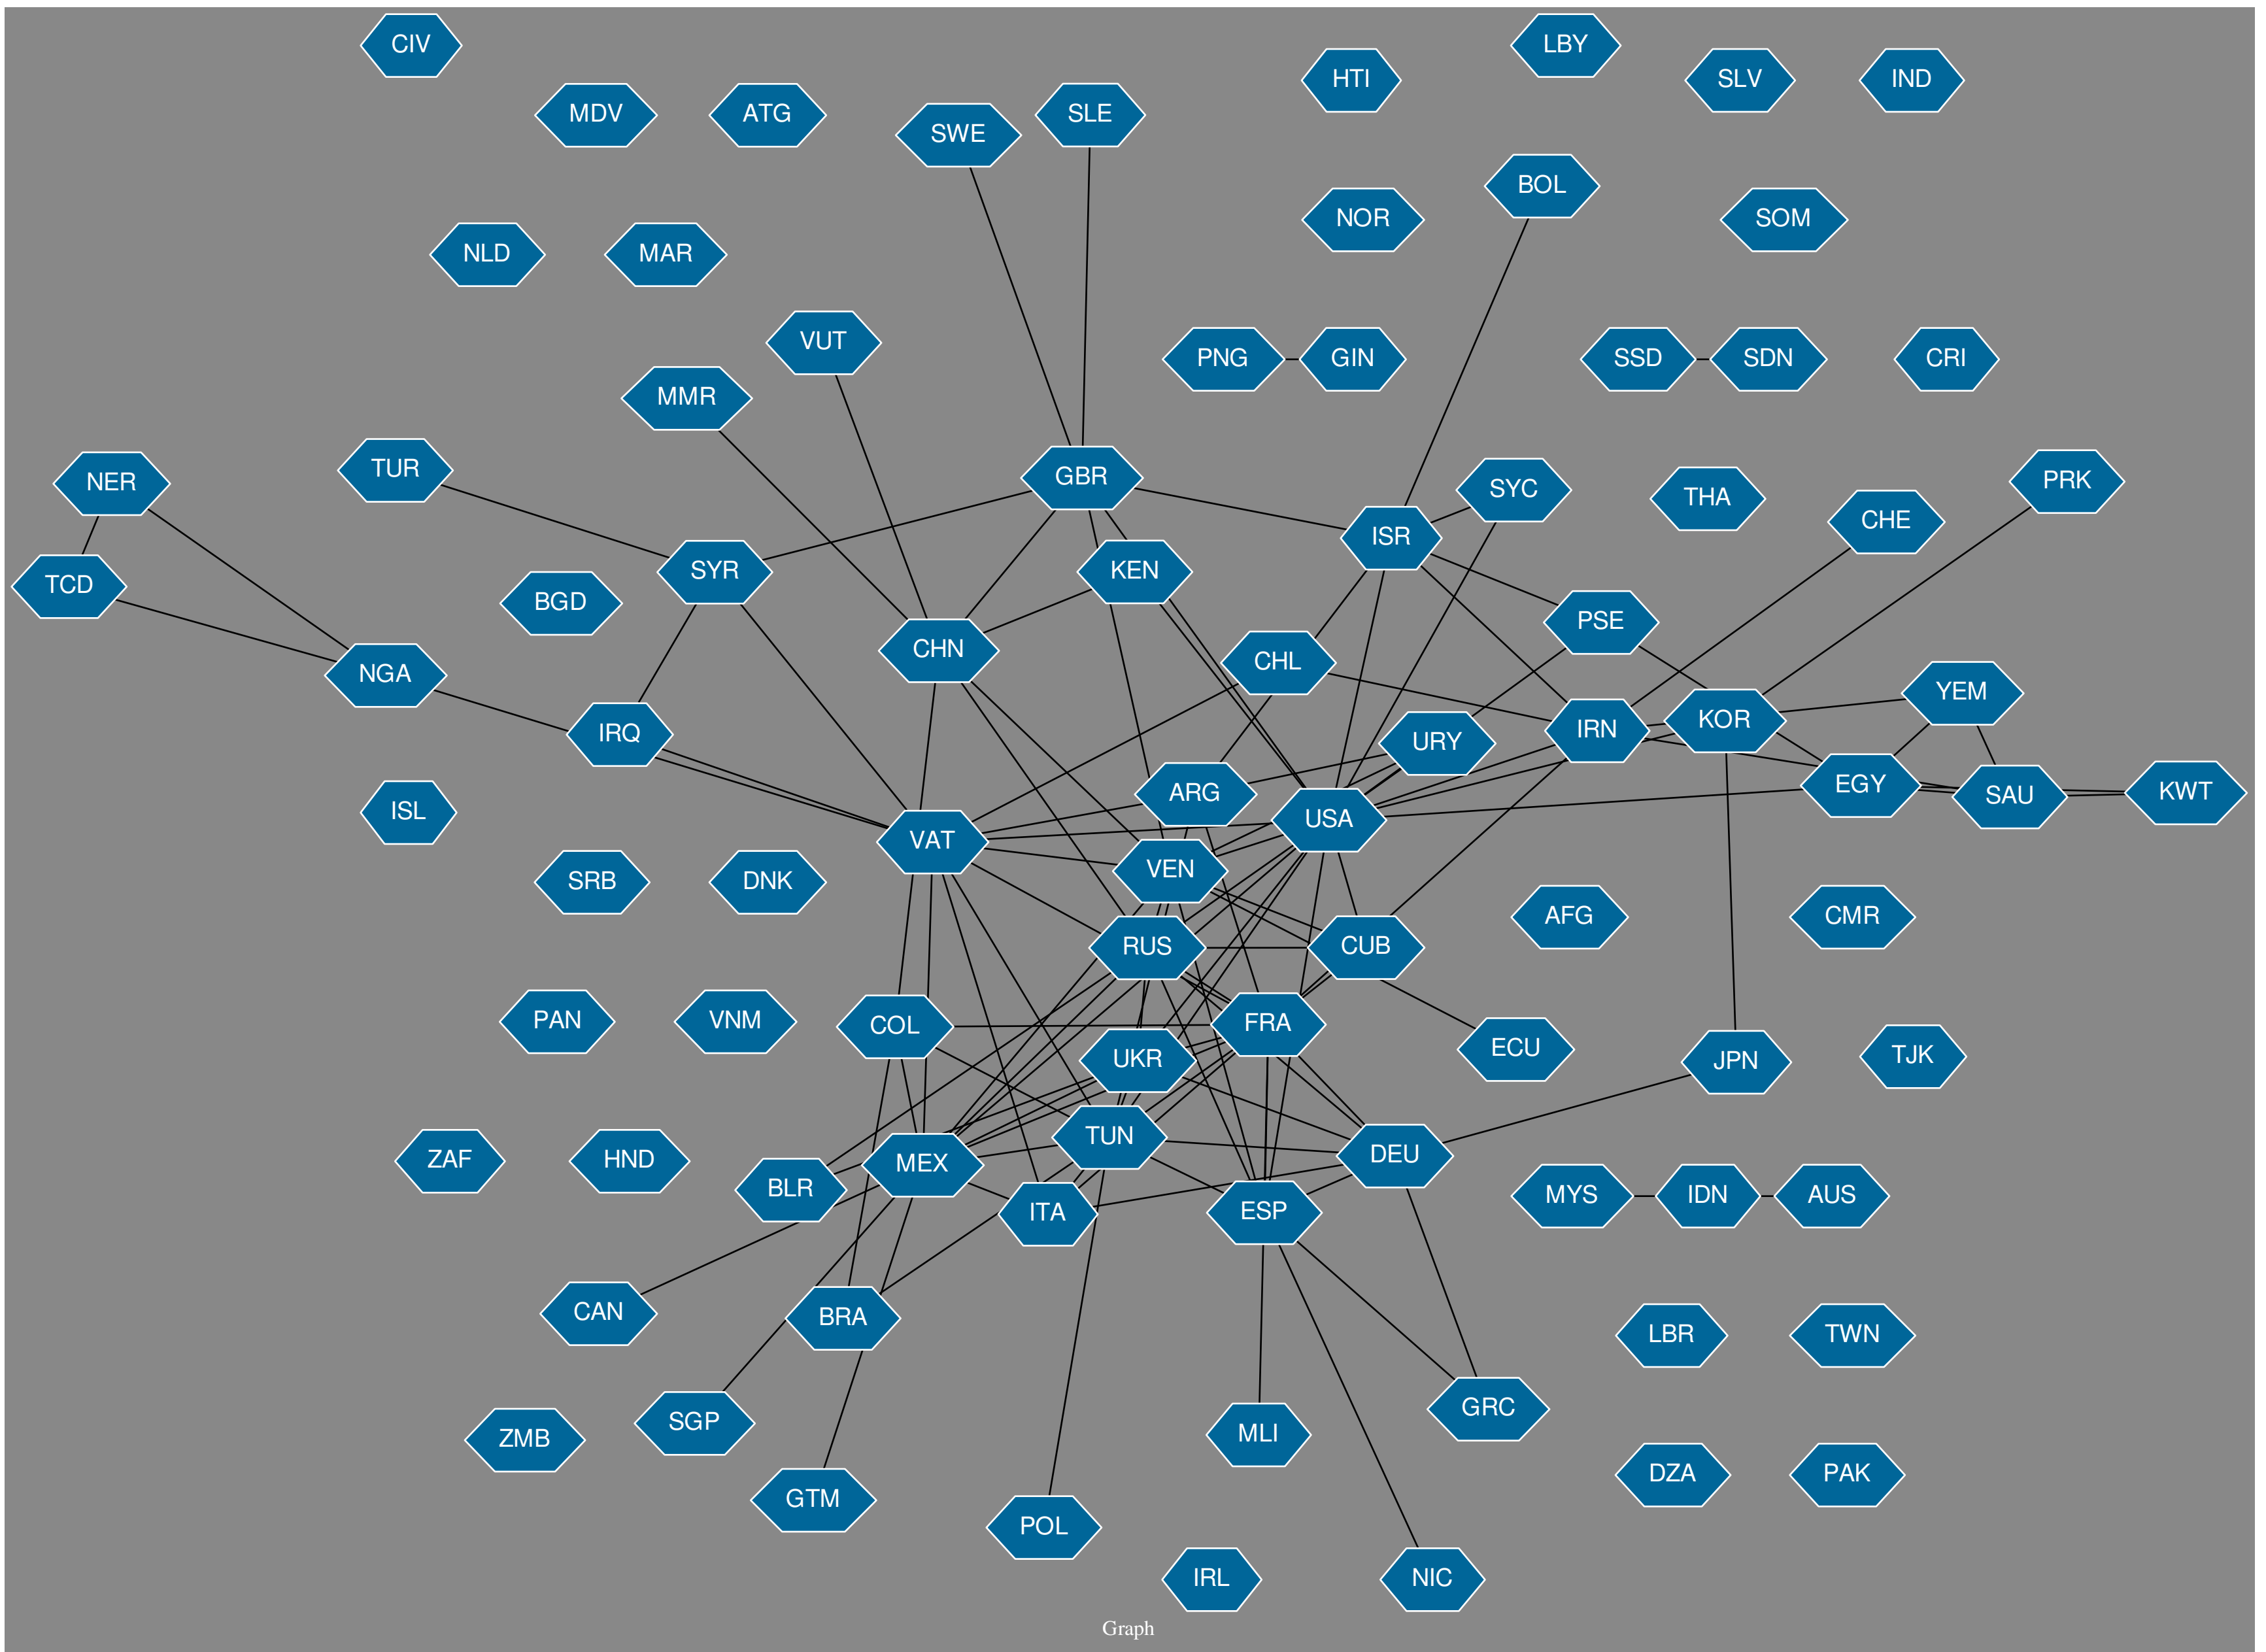 CIV
LBY
HTI
SLV
IND
MDV
ATG
SLE
SWE
BOL
NOR
SOM
NLD
MAR
VUT
PNG
GIN
SSD
SDN
CRI
MMR
TUR
GBR
NER
PRK
SYC
THA
CHE
ISR
SYR
KEN
TCD
BGD
PSE
CHN
CHL
NGA
YEM
KOR
IRN
IRQ
URY
EGY
ARG
KWT
SAU
ISL
USA
VAT
VEN
SRB
DNK
AFG
CMR
RUS
CUB
PAN
VNM
COL
FRA
ECU
UKR
JPN
TJK
TUN
DEU
ZAF
HND
MEX
BLR
MYS
IDN
AUS
ITA
ESP
CAN
BRA
LBR
TWN
GRC
SGP
MLI
ZMB
DZA
PAK
GTM
POL
IRL
NIC
Graph